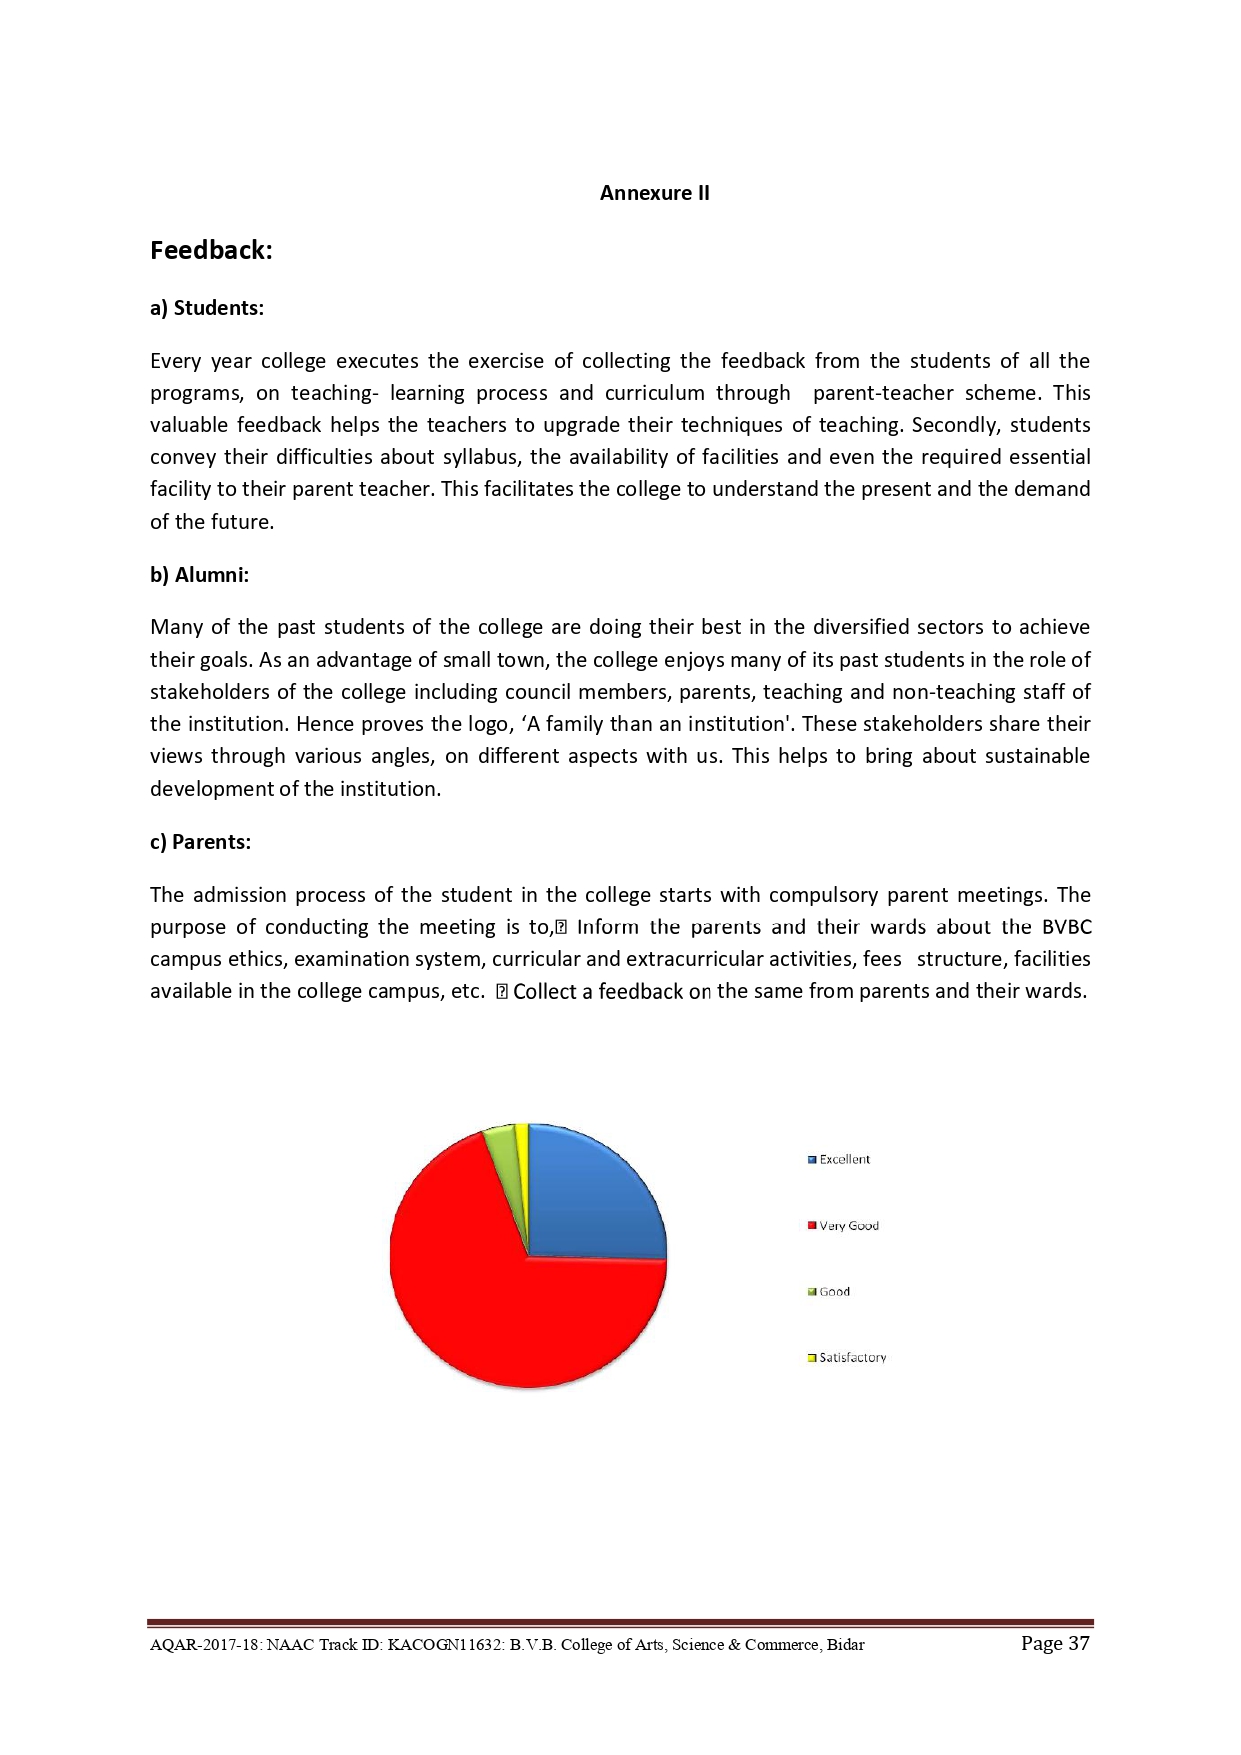 Annexure II
Feedback:
a) Students:
Every year college executes the exercise of collecting the feedback from the students of all the
programs, on teaching- learning process and curriculum through parent-teacher scheme. This
valuable feedback helps the teachers to upgrade their techniques of teaching. Secondly, students
convey their difficulties about syllabus, the availability of facilities and even the required essential
facility to their parent teacher. This facilitates the college to understand the present and the demand
of the future.
b) Alumni:
Many of the past students of the college are doing their best in the diversified sectors to achieve
their goals. As an advantage of small town, the college enjoys many of its past students in the role of
stakeholders of the college including council members, parents, teaching and non-teaching staff of
the institution. Hence proves the logo, ‘A family than an institution'. These stakeholders share their
views through various angles, on different aspects with us. This helps to bring about sustainable
development of the institution.
c) Parents:
The admission process of the student in the college starts with compulsory parent meetings. The
purpose of conducting the meeting is to,⍰ Inform the parents and their wards about the BVBC
campus ethics, examination system, curricular and extracurricular activities, fees structure, facilities
available in the college campus, etc. ⍰ Collect a feedback on the same from parents and their wards.
Excellent
Very Good
Good
Satisfactory
AQAR-2017-18: NAAC Track ID: KACOGN11632: B.V.B. College of Arts, Science & Commerce, Bidar Page 37